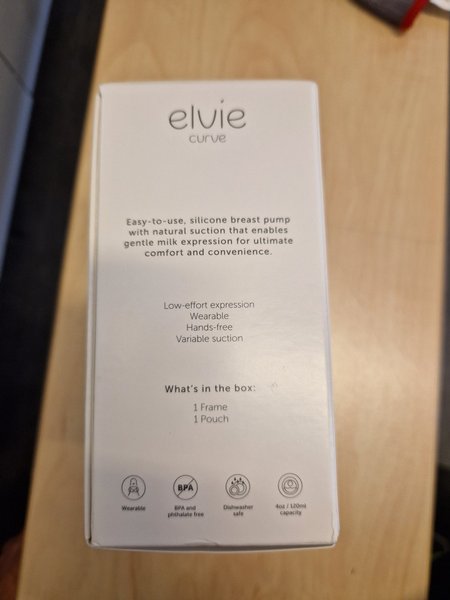 elvie
curve
Easy-to-use, silicone breast pump
with natural suction that enables
gentle milk expression for ultimate
comfort and convenience.
Low-effort expression
Wearable
Hands-free
Variable suction
What's in the box:
1 Frame
1 Pouch
BPA
Wearable
BPA and
phthalate free
Dishwasher
safe
4oz / 120ml
capacity